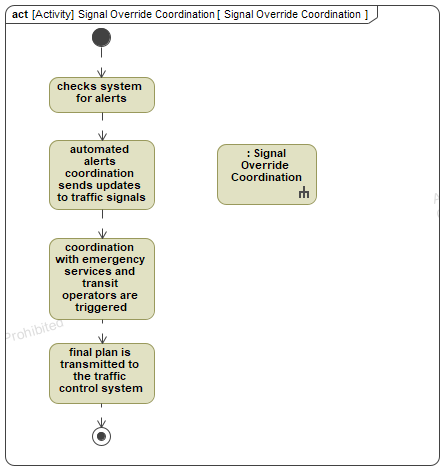 act [Activity] Signal Override Coordination [ Signal Override Coordination ]
checks system
for alerts
automated
alerts
coordination
sends updates
to traffic signals
: Signal
Override
Coordination
coordination
with emergency
services and
transit
operators are
triggered
Prohibited
final plan is
transmitted to
the traffic
control system